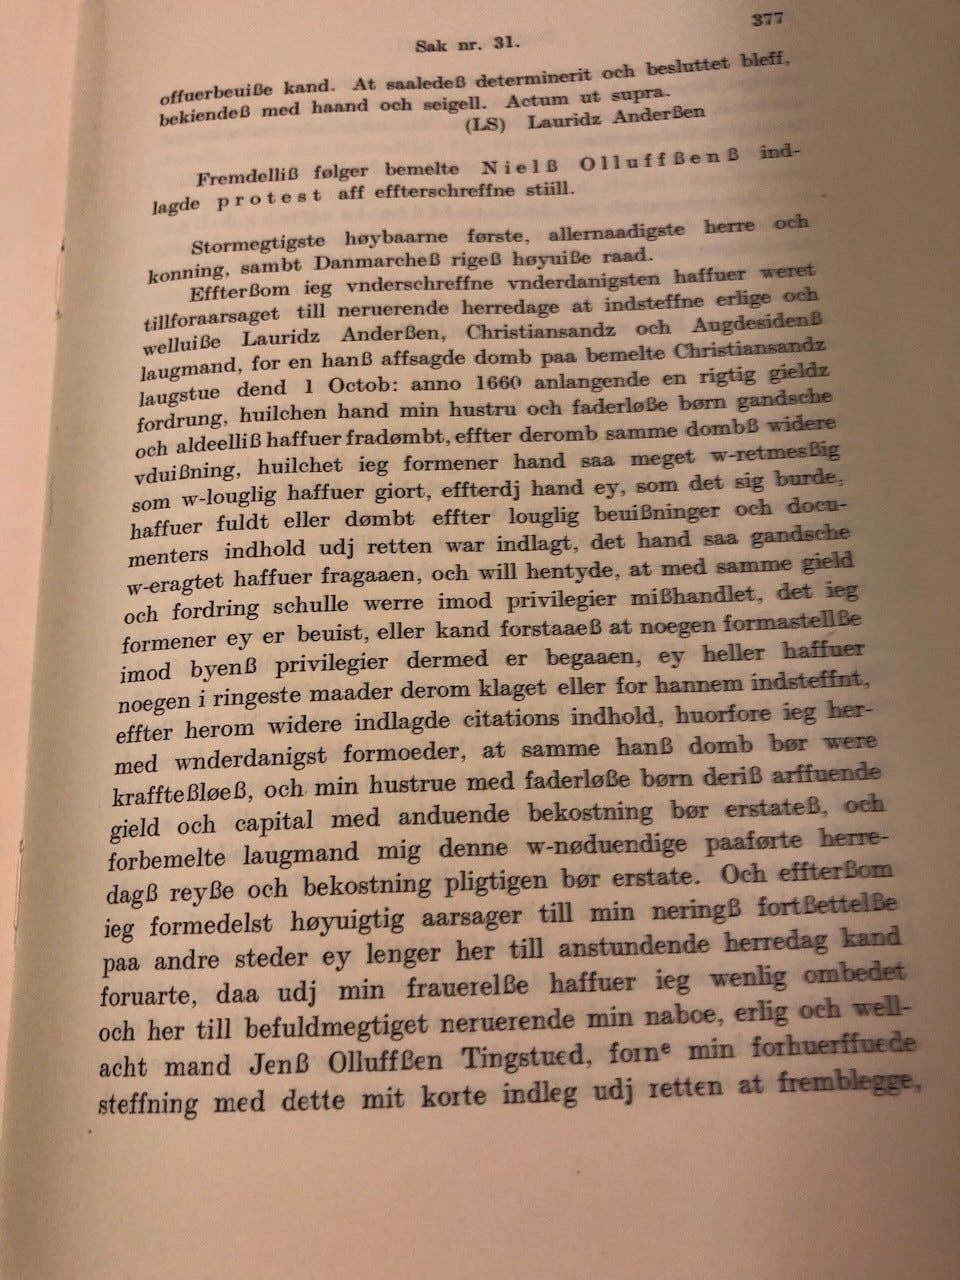 377
Sak nr. 31.
offuerbeuiße kand. At saaledeß determinerit och besluttet bleff,
bekiendeß med haand och seigell. Actum ut supra.
(LS) Lauridz Anderßen
Fremdelliß følger bemelte Nielß Olluffßenß ind-
lagde protest aff effterschreffne stiill.
Stormegtigste høybaarne første, allernaadigste herre och
konning, sambt Danmarcheß rigeß høyuiße raad.
Effterßom ieg vnderschreffne vnderdanigsten haffuer weret
tillforaarsaget till neruerende herredage at indsteffne erlige och
welluiße Lauridz Anderßen, Christiansandz och Augdesidenß
laugmand, for en hanß affsagde domb paa bemelte Christiansandz
laugstue dend 1 Octob: anno 1660 anlangende en rigtig gieldz
fordrung, huilchen hand min hustru och faderløße børn gandsche
och aldeelliß haffuer fradømbt, effter deromb samme dombß widere
vduißning, huilchet ieg formener hand saa meget w-retmeßig
som w-louglig haffuer giort, effterdj hand ey, som det sig burde,
haffuer fuldt eller dømbt effter louglig beuißninger och docu-
menters indhold udj retten war indlagt, det hand saa gandsche
w-eragtet haffuer fragaaen, och will hentyde, at med samme gield
och fordring schulle werre imod privilegier mißhandlet, det ieg
formener ey er beuist, eller kand forstaaeß at noegen formastellße
imod byenß privilegier dermed er begaaen, ey heller haffuer
noegen i ringeste maader derom klaget eller for hannem indsteffnt,
effter herom widere indlagde citations indhold, huorfore ieg her-
med wnderdanigst formoeder, at samme hanß domb bør were
kraffteßløeß, och min hustrue med faderløße børn deriß arffuende
gield och capital med anduende bekostning bør erstateß, och
forbemelte laugmand mig denne w-nøduendige paaførte herre-
dagß reyße och bekostning pligtigen bør erstate. Och effterßom
ieg formedelst høyuigtig aarsager till min neringß fortßettelße
paa andre steder ey lenger her till anstundende herredag kand
foruarte, daa udj min frauerelße haffuer ieg wenlig ombedet
och her till befuldmegtiget neruerende min naboe, erlig och well-
acht mand Jenß Olluffßen Tingstued, forne min forhuerffuede
steffning med dette mit korte indleg udj retten at fremblegge,